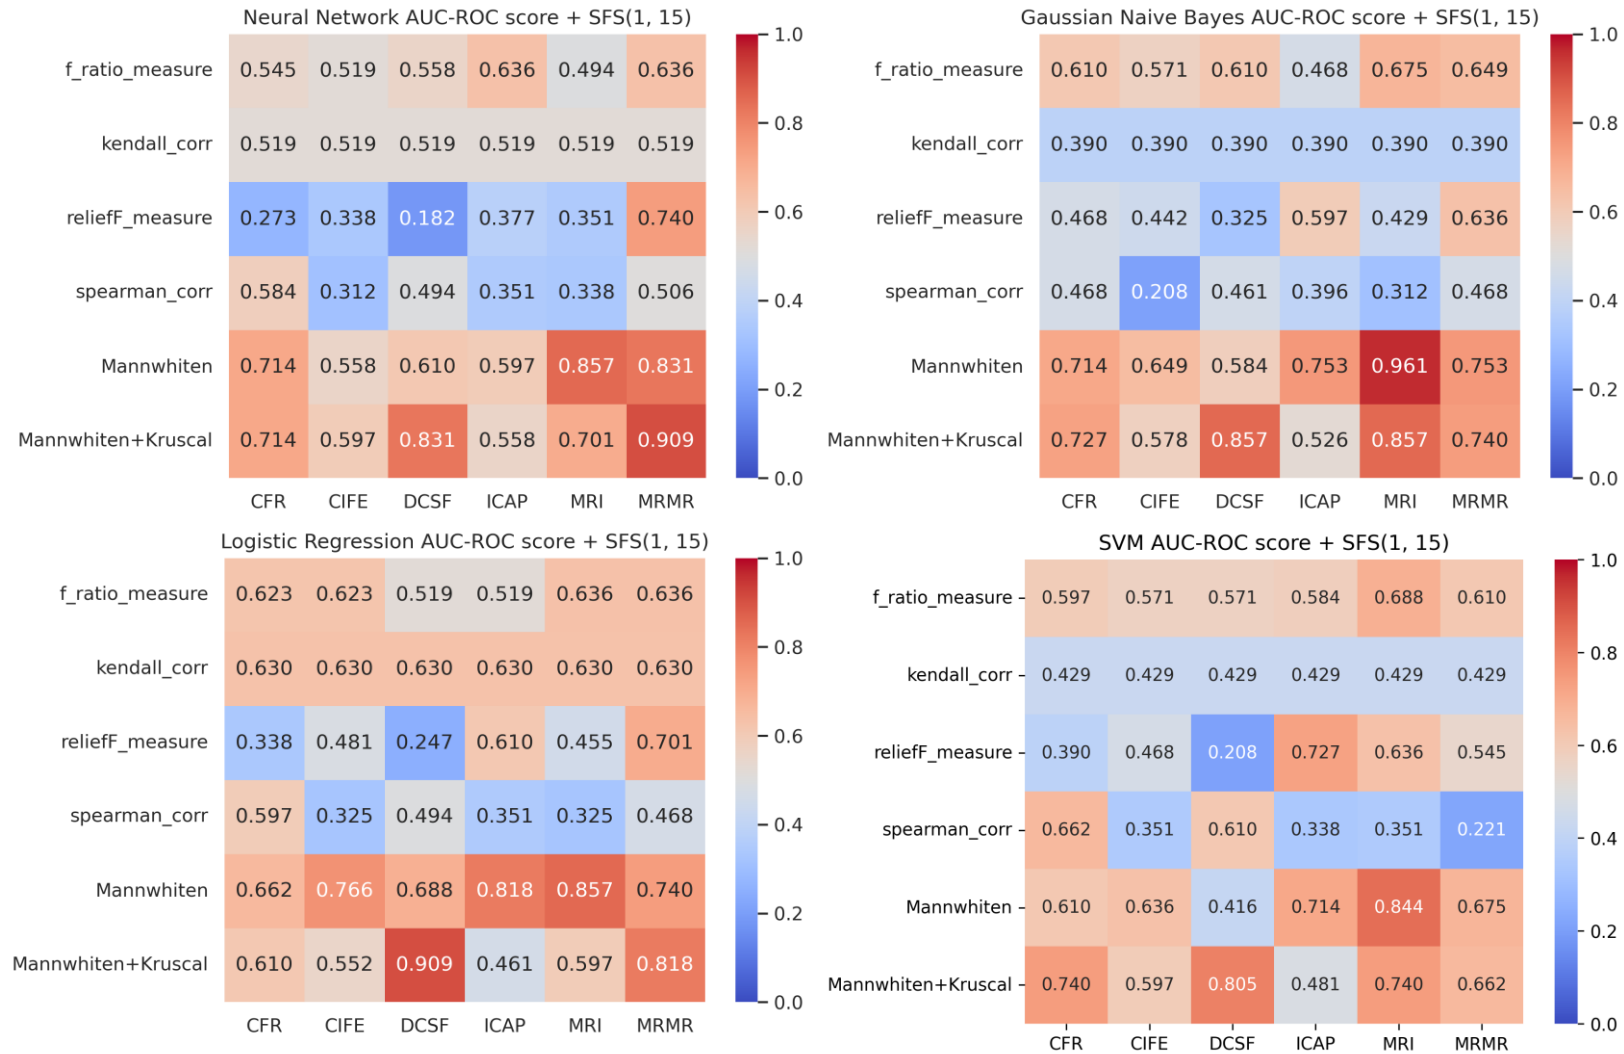 Neural Network AUC-ROC score + SFS(1, 15)
f_ratio_measure 0.545 0.519 0.558 0.636 0.494 0.636
kendall_corr 0.519 0.519 0.519 0.519 0.519 0.519
reliefF_measure 0.273 0.338 0.182 0.377 0.351 0.740
spearman_corr 0.584 0.312 0.494 0.351 0.338 0.506
Mannwhiten 0.714 0.558 0.610 0.597 0.857 0.831
Mannwhiten+Kruscal 0.714 0.597 0.831 0.558 0.701 0.909
CFR CIFE DCSF ICAP MRI MRMR
1.0
0.8
0.6
0.4
0.2
0.0
Gaussian Naive Bayes AUC-ROC score + SFS(1, 15)
f_ratio_measure 0.610 0.571 0.610 0.468 0.675 0.649
kendall_corr 0.390 0.390 0.390 0.390 0.390 0.390
reliefF_measure 0.468 0.442 0.325 0.597 0.429 0.636
spearman_corr 0.468 0.208 0.461 0.396 0.312 0.468
Mannwhiten 0.714 0.649 0.584 0.753 0.961 0.753
Mannwhiten+Kruscal 0.727 0.578 0.857 0.526 0.857 0.740
CFR CIFE DCSF ICAP MRI MRMR
1.0
0.8
0.6
0.4
0.2
0.0
Logistic Regression AUC-ROC score + SFS(1, 15)
f_ratio_measure 0.623 0.623 0.519 0.519 0.636 0.636
kendall_corr 0.630 0.630 0.630 0.630 0.630 0.630
reliefF_measure 0.338 0.481 0.247 0.610 0.455 0.701
spearman_corr 0.597 0.325 0.494 0.351 0.325 0.468
Mannwhiten 0.662 0.766 0.688 0.818 0.857 0.740
Mannwhiten+Kruscal 0.610 0.552 0.909 0.461 0.597 0.818
CFR CIFE DCSF ICAP MRI MRMR
1.0
0.8
0.6
0.4
0.2
0.0
SVM AUC-ROC score + SFS(1, 15)
f_ratio_measure 0.597 0.571 0.571 0.584 0.688 0.610
kendall_corr 0.429 0.429 0.429 0.429 0.429 0.429
reliefF_measure 0.390 0.468 0.208 0.727 0.636 0.545
spearman_corr 0.662 0.351 0.610 0.338 0.351 0.221
Mannwhiten 0.610 0.636 0.416 0.714 0.844 0.675
Mannwhiten+Kruscal 0.740 0.597 0.805 0.481 0.740 0.662
CFR CIFE DCSF ICAP MRI MRMR
1.0
0.8
0.6
0.4
0.2
0.0